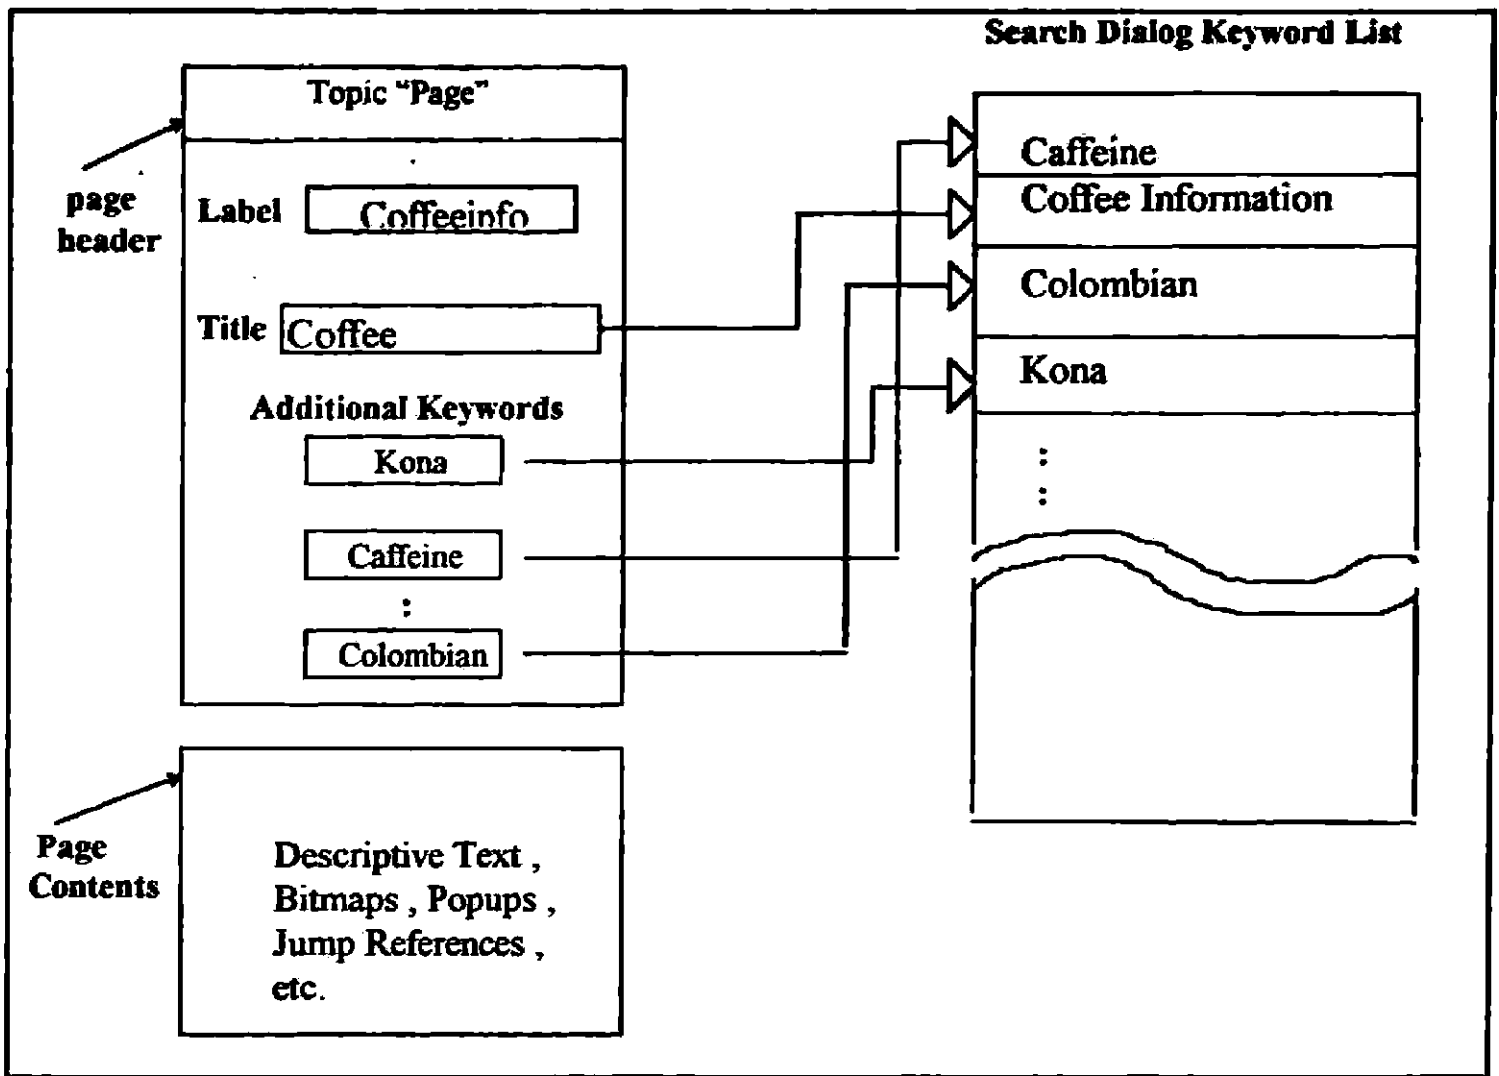 Search Dialog Keyword List
Topic "Page"
page
header
Label
Coffeeinfo
Title
Coffee
Additional Keywords
Kona
Caffeine
:
Colombian
Caffeine
Coffee Information
Colombian
Kona
:
:
Page
Contents
Descriptive Text ,
Bitmaps , Popups ,
Jump References ,
etc.